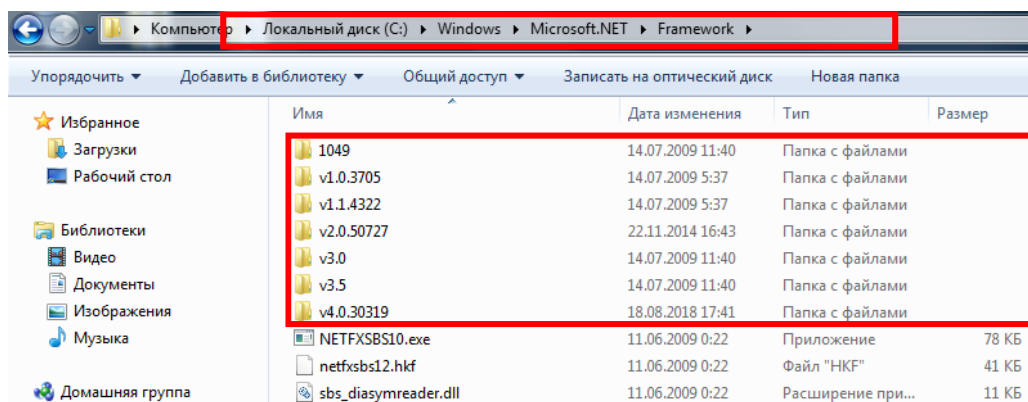 Компьютер ▸ Локальный диск (C:) ▸ Windows ▸ Microsoft.NET ▸ Framework ▸
Упорядочить Добавить в библиотеку Общий доступ Записать на оптический диск Новая папка
Имя Дата изменения Тип Размер
Избранное
Загрузки
Рабочий стол
Библиотеки
Видео
Документы
Изображения
Музыка
Домашняя группа
1049 14.07.2009 11:40 Папка с файлами
v1.0.3705 14.07.2009 5:37 Папка с файлами
v1.1.4322 14.07.2009 5:37 Папка с файлами
v2.0.50727 22.11.2014 16:43 Папка с файлами
v3.0 14.07.2009 11:40 Папка с файлами
v3.5 14.07.2009 11:40 Папка с файлами
v4.0.30319 18.08.2018 17:41 Папка с файлами
NETFXSBS10.exe 11.06.2009 0:22 Приложение 78 КБ
netfxsbs12.hkf 11.06.2009 0:22 Файл "HKF" 41 КБ
sbs_diasymreader.dll 11.06.2009 0:22 Расширение при... 11 КБ